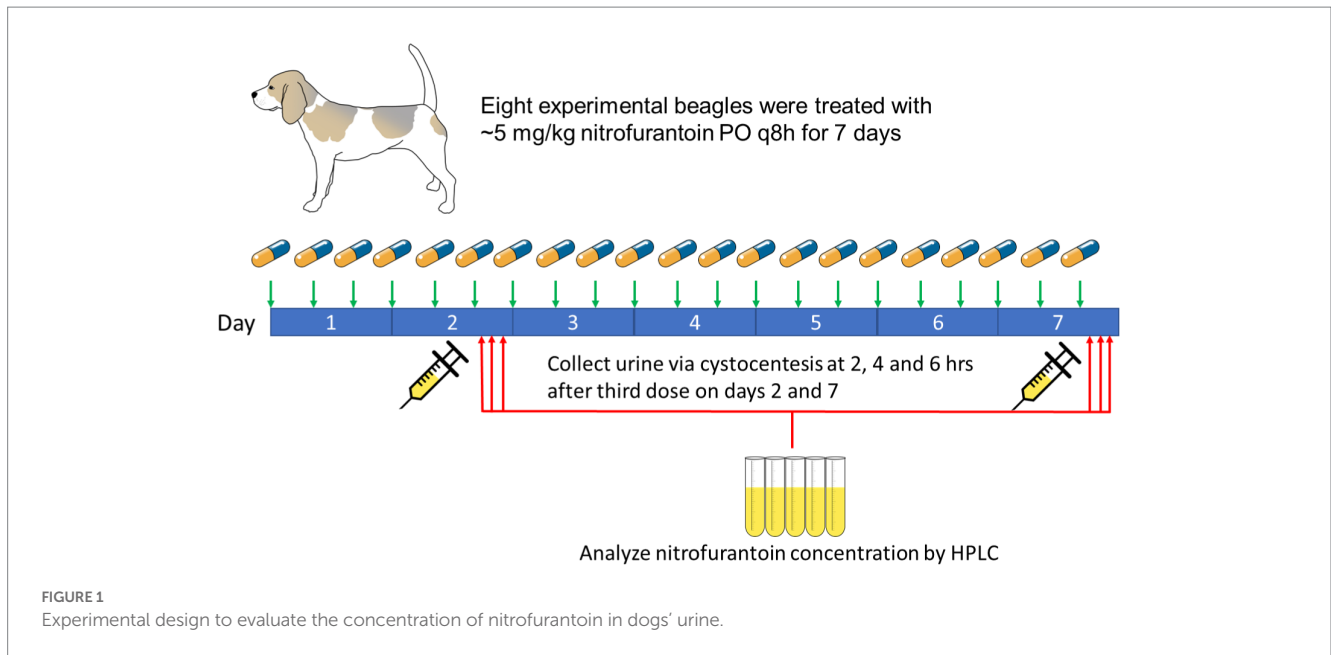 Eight experimental beagles were treated with
~5 mg/kg nitrofurantoin PO q8h for 7 days
Day 1 2 3 4 5 6 7
Collect urine via cystocentesis at 2, 4 and 6 hrs
after third dose on days 2 and 7
Analyze nitrofurantoin concentration by HPLC
FIGURE 1
Experimental design to evaluate the concentration of nitrofurantoin in dogs’ urine.